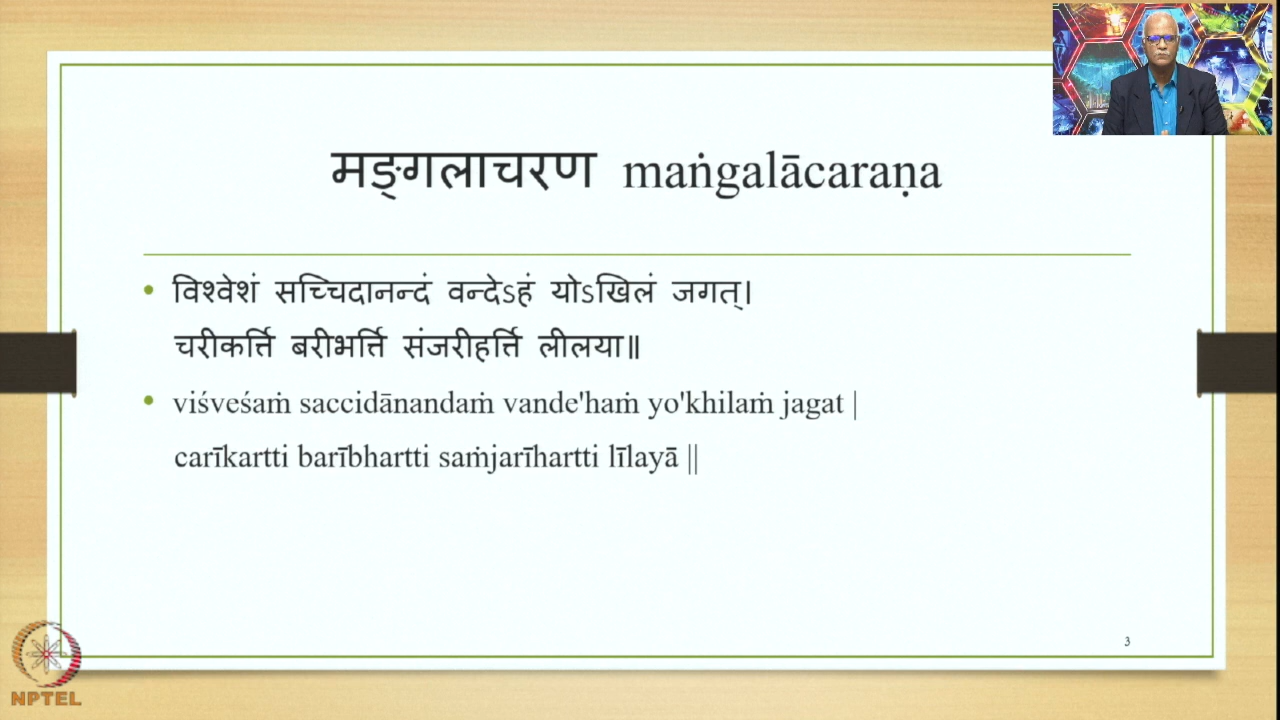 मङ्गलाचरण maṅgalācaraṇa
विश्वेशं सच्चिदानन्दं वन्देऽहं योऽखिलं जगत्।
चरीकर्त्ति बरीभर्त्ति संजरीहर्त्ति लीलया॥
viśveśaṁ saccidānandaṁ vande'haṁ yo'khilaṁ jagat |
carīkartti barībhartti saṁjarīhartti līlayā ||
3
NPTEL